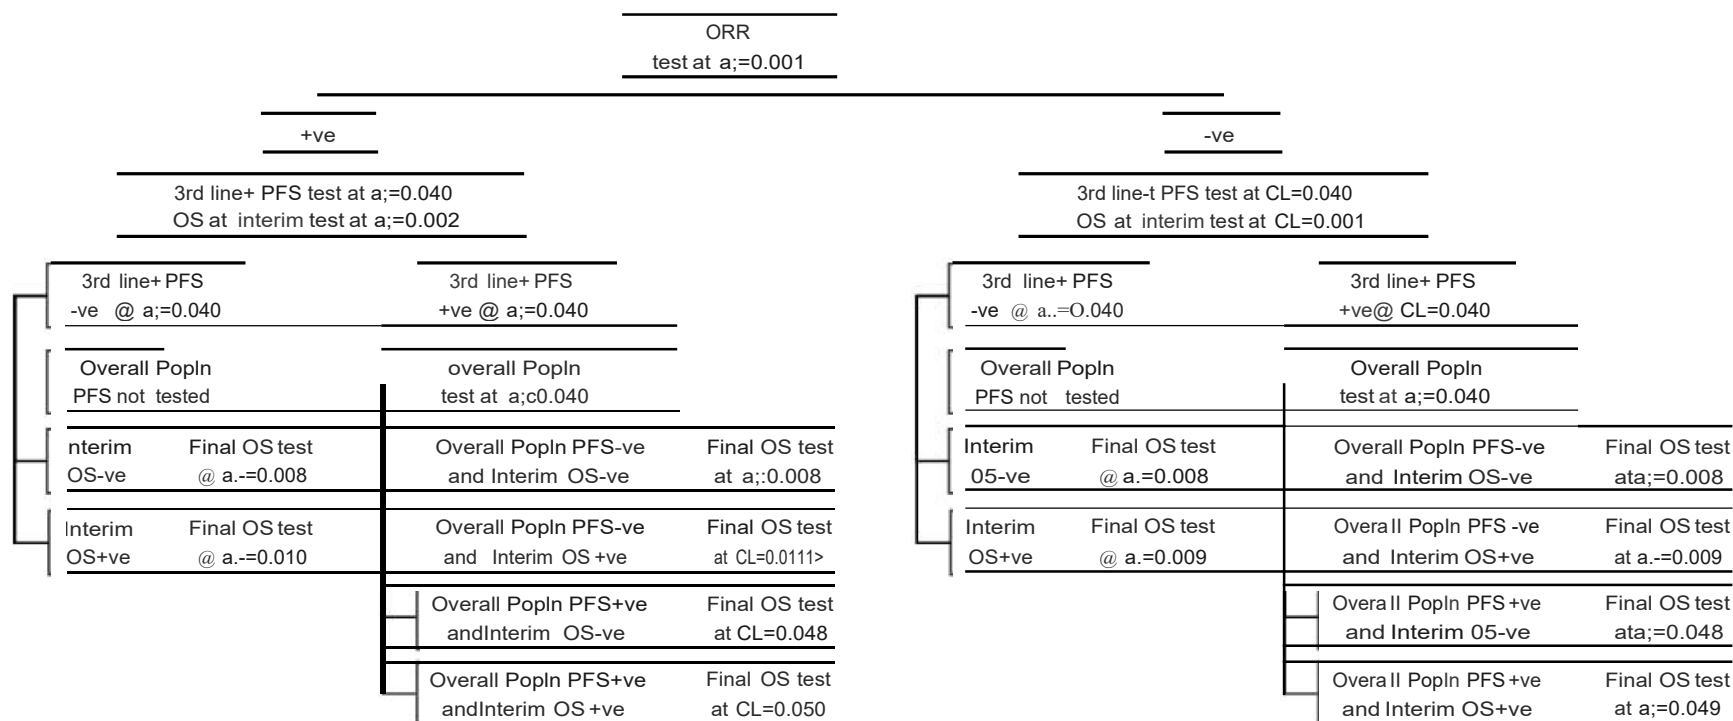 ORR
test at a;=0.001
+ve
-ve
3rd line+ PFS test at a;=0.040
OS at interim test at a;=0.002
3rd line-t PFS test at CL=0.040
OS at interim test at CL=0.001
3rd line+ PFS
-ve @ a;=0.040
3rd line+ PFS
+ve @ a;=0.040
3rd line+ PFS
-ve @ a..=O.040
3rd line+ PFS
+ve@ CL=0.040
Overall Popln
PFS not tested
overall Popln
test at a;c0.040
Overall Popln
PFS not tested
Overall Popln
test at a;=0.040
nterim
OS-ve
Final OS test
@ a.-=0.008
Overall Popln PFS-ve
and Interim OS-ve
Final OS test
at a;:0.008
Interim
05-ve
Final OS test
@ a.=0.008
Overall Popln PFS-ve
and Interim OS-ve
Final OS test
ata;=0.008
Interim
OS+ve
Final OS test
@ a.-=0.010
Overall Popln PFS-ve
and Interim OS +ve
Final OS test
at CL=0.0111>
Interim
OS+ve
Final OS test
@ a.=0.009
Overa II Popln PFS -ve
and Interim OS+ve
Final OS test
at a.-=0.009
Overall Popln PFS+ve
andInterim OS-ve
Final OS test
at CL=0.048
Overa II Popln PFS +ve
and Interim 05-ve
Final OS test
ata;=0.048
Overall Popln PFS+ve
andInterim OS +ve
Final OS test
at CL=0.050
Overa II Popln PFS +ve
and Interim OS+ve
Final OS test
at a;=0.049